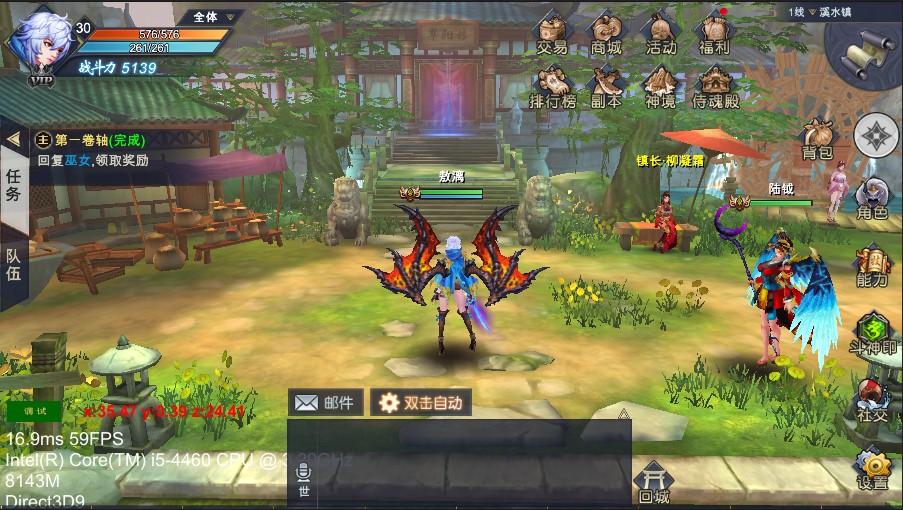 30
全体
1线 溪水镇
576/576
261/261
VIP
战斗力 5139
交易 商城 活动 福利
排行榜 副本 神境 侍魂殿
主 第一卷轴(完成)
回复巫女,领取奖励
任务
队伍
背包
镇长·柳凝霜
敖漓
陆钺
角色
能力
斗神印
社交
设置
调试
x:35.47 y:0.39 z:24.41
邮件
双击自动
16.9ms 59FPS
Intel(R) Core(TM) i5-4460 CPU @ 3.20GHz
8143M
Direct3D9
世
回城